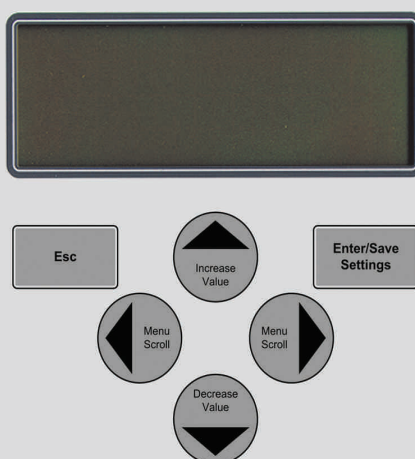 Esc
Increase
Value
Enter/Save
Settings
Menu
Scroll
Menu
Scroll
Decrease
Value